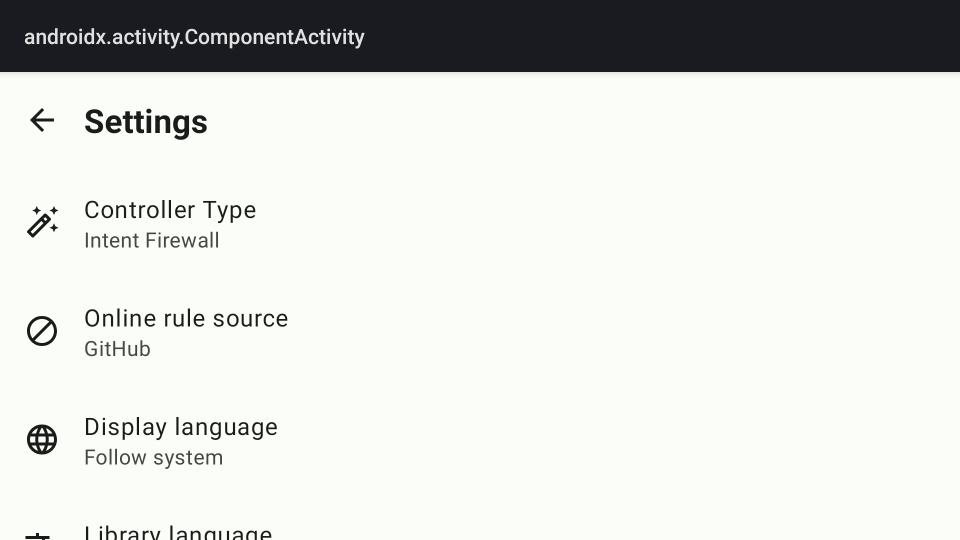 androidx.activity.ComponentActivity
Settings
Controller Type
Intent Firewall
Online rule source
GitHub
Display language
Follow system
Library language